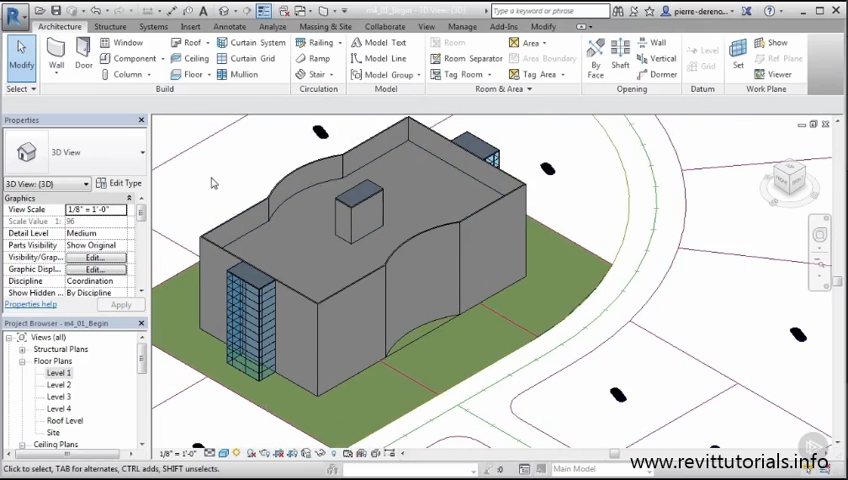 m4_01_Begin - 3D View: {3D}
Type a keyword or phrase
pierre-dereno...
Architecture Structure Systems Insert Annotate Analyze Massing & Site Collaborate View Manage Add-Ins Modify
Modify
Wall
Door
Window
Component
Column
Roof
Ceiling
Floor
Curtain System
Curtain Grid
Mullion
Railing
Ramp
Stair
Model Text
Model Line
Model Group
Room
Room Separator
Tag Room
Area
Area Boundary
Tag Area
By Face
Shaft
Wall
Vertical
Dormer
Level
Grid
Set
Show
Ref Plane
Viewer
Select Build Circulation Model Room & Area Opening Datum Work Plane
Properties
3D View
3D View: {3D} Edit Type
Graphics
View Scale 1/8" = 1'-0"
Scale Value 1: 96
Detail Level Medium
Parts Visibility Show Original
Visibility/Grap... Edit...
Graphic Displ... Edit...
Discipline Coordination
Show Hidden ... By Discipline
Properties help Apply
Project Browser - m4_01_Begin
Views (all)
Structural Plans
Floor Plans
Level 1
Level 2
Level 3
Level 4
Roof Level
Site
Ceiling Plans
1/8" = 1'-0"
Click to select, TAB for alternates, CTRL adds, SHIFT unselects.
:0
Main Model
www.revittutorials.info